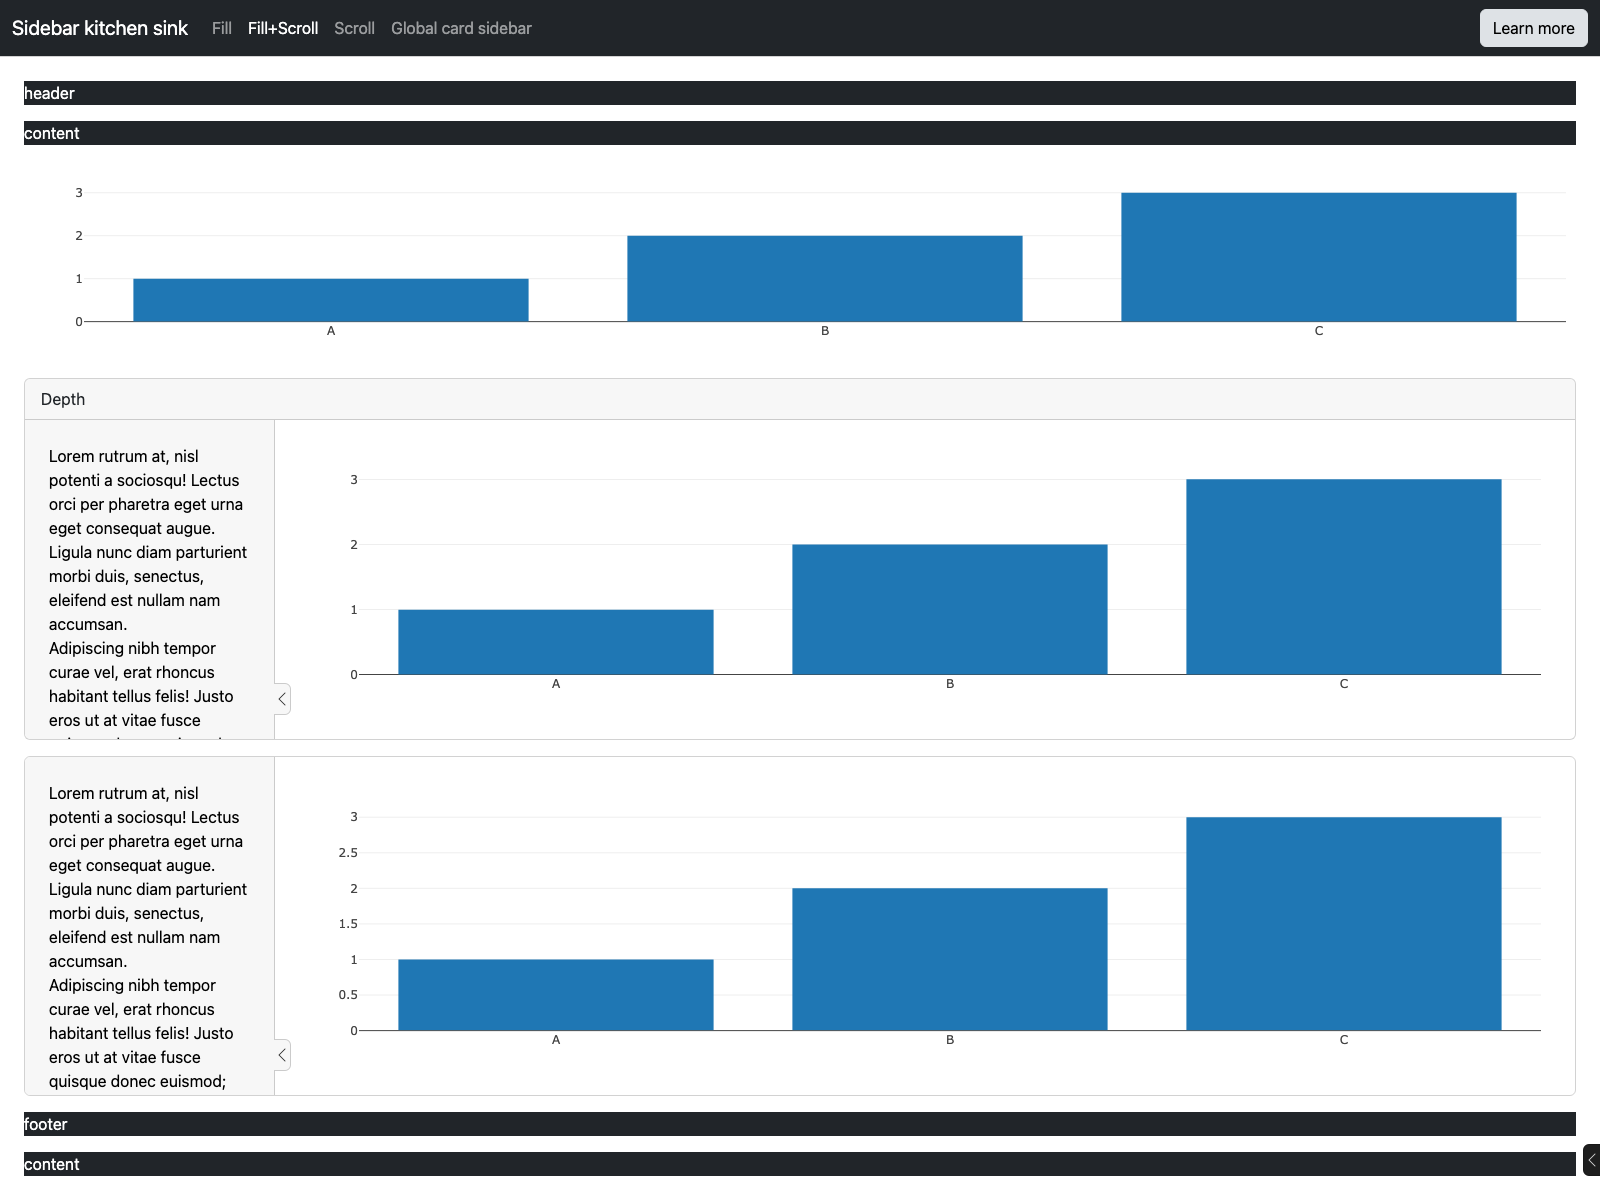 Sidebar kitchen sink Fill Fill+Scroll Scroll Global card sidebar Learn more
header
content
3
2
1
0
A B C
Depth
Lorem rutrum at, nisl
potenti a sociosqu! Lectus
orci per pharetra eget urna
eget consequat augue.
Ligula nunc diam parturient
morbi duis, senectus,
eleifend est nullam nam
accumsan.
Adipiscing nibh tempor
curae vel, erat rhoncus
habitant tellus felis! Justo
eros ut at vitae fusce
3
2
1
0
A B C
Lorem rutrum at, nisl
potenti a sociosqu! Lectus
orci per pharetra eget urna
eget consequat augue.
Ligula nunc diam parturient
morbi duis, senectus,
eleifend est nullam nam
accumsan.
Adipiscing nibh tempor
curae vel, erat rhoncus
habitant tellus felis! Justo
eros ut at vitae fusce
quisque donec euismod;
3
2.5
2
1.5
1
0.5
0
A B C
footer
content